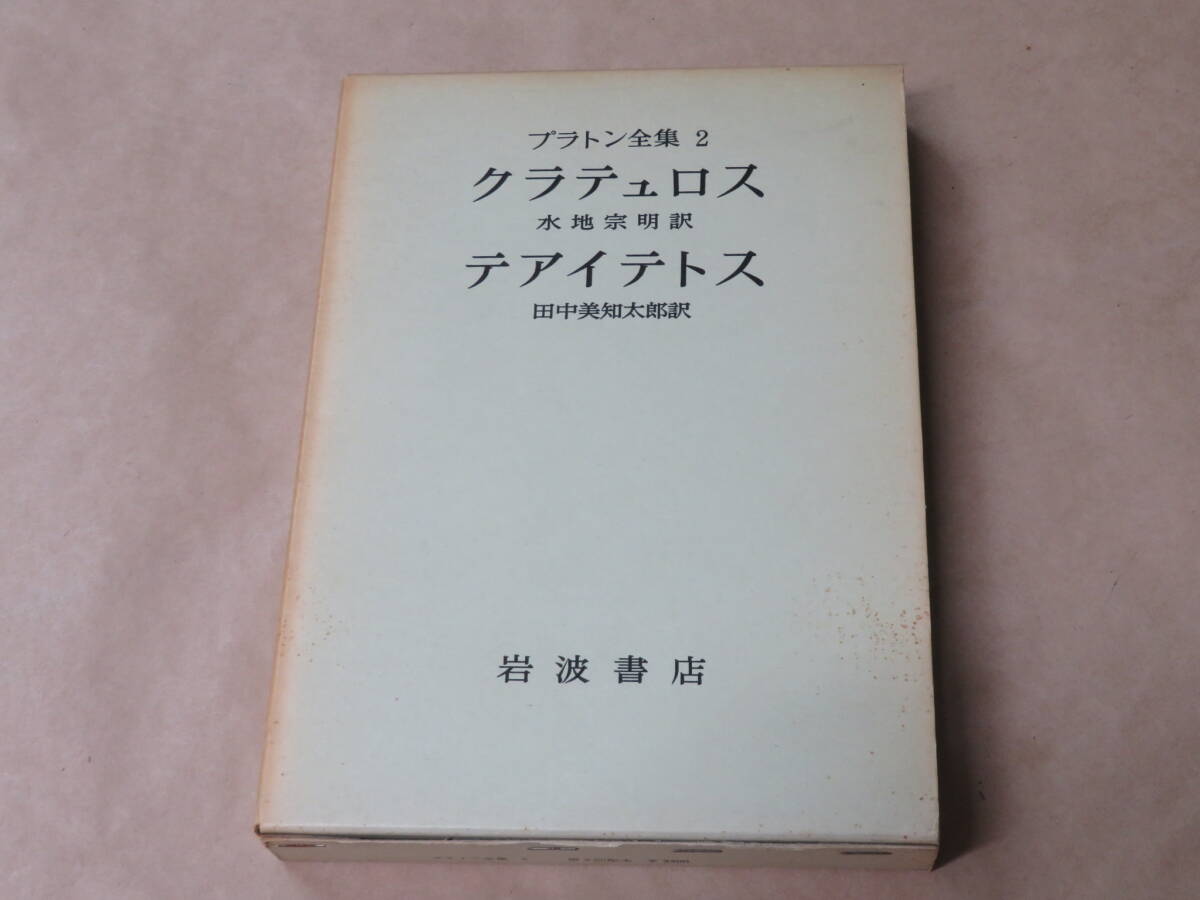 プラトン全集 2
クラテュロス
水地宗明訳
テアイテトス
田中美知太郎訳
岩波書店